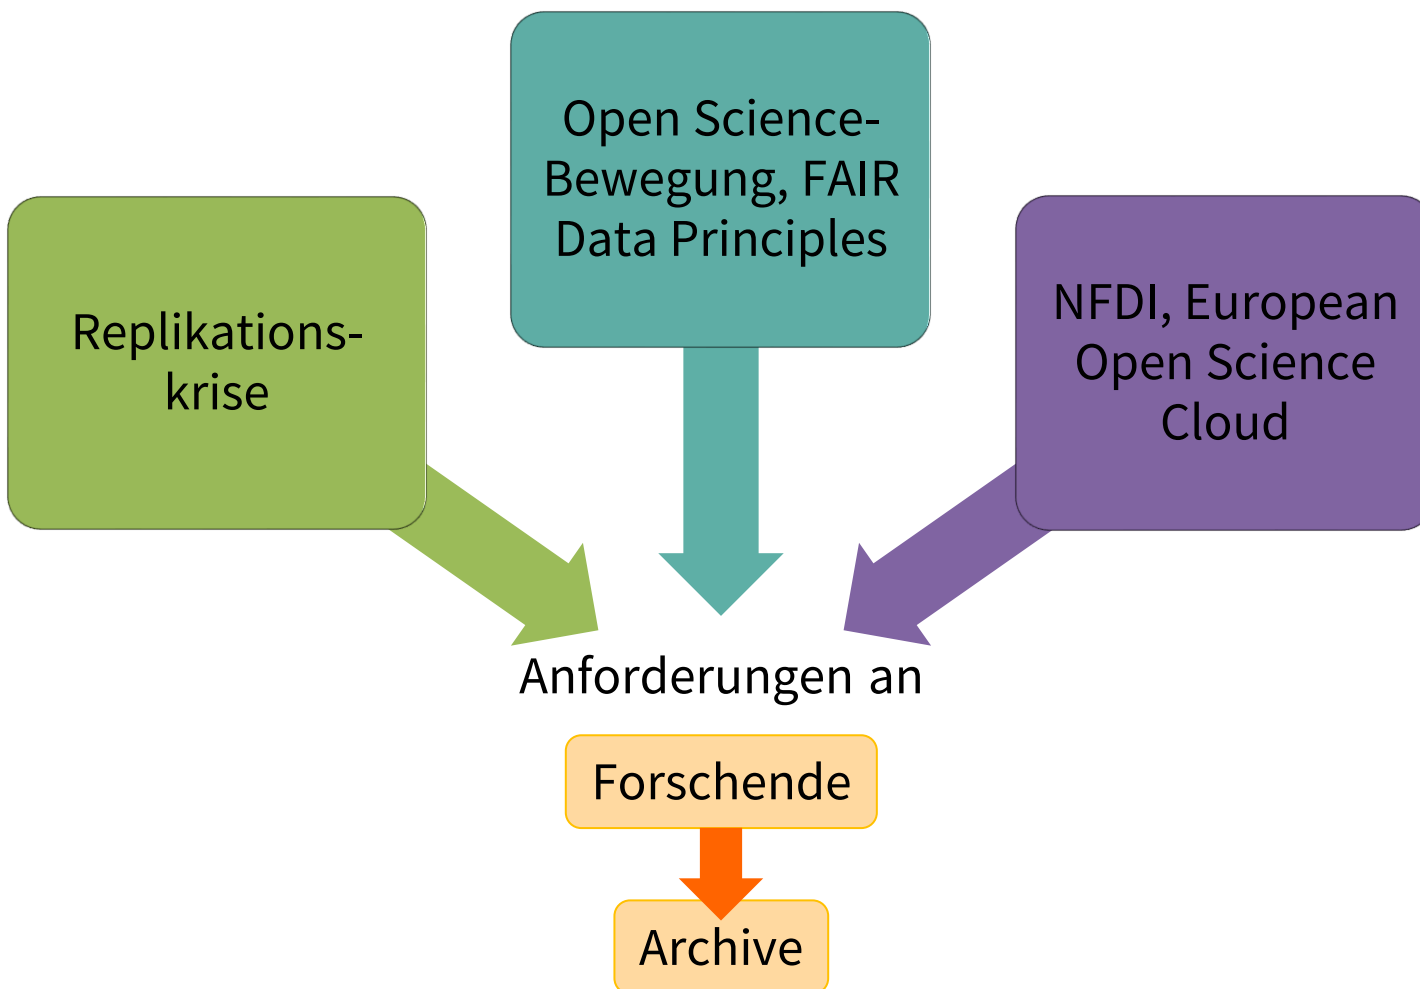 Replikations-
krise
Open Science-
Bewegung, FAIR
Data Principles
NFDI, European
Open Science
Cloud
Anforderungen an
Forschende
Archive